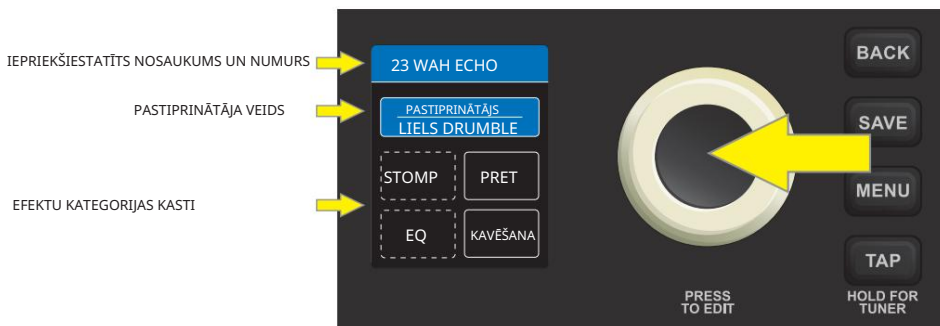 IEPRIEKŠIESTATĪTS NOSAUKUMS UN NUMURS
PASTIPRINĀTĀJA VEIDS
EFEKTU KATEGORIJAS KASTI
23 WAH ECHO
PASTIPRINĀTĀJS
LIELS DRUMBLE
STOMP
PRET
EQ
KAVĒŠANA
PRESS
TO EDIT
BACK
SAVE
MENU
TAP
HOLD FOR
TUNER